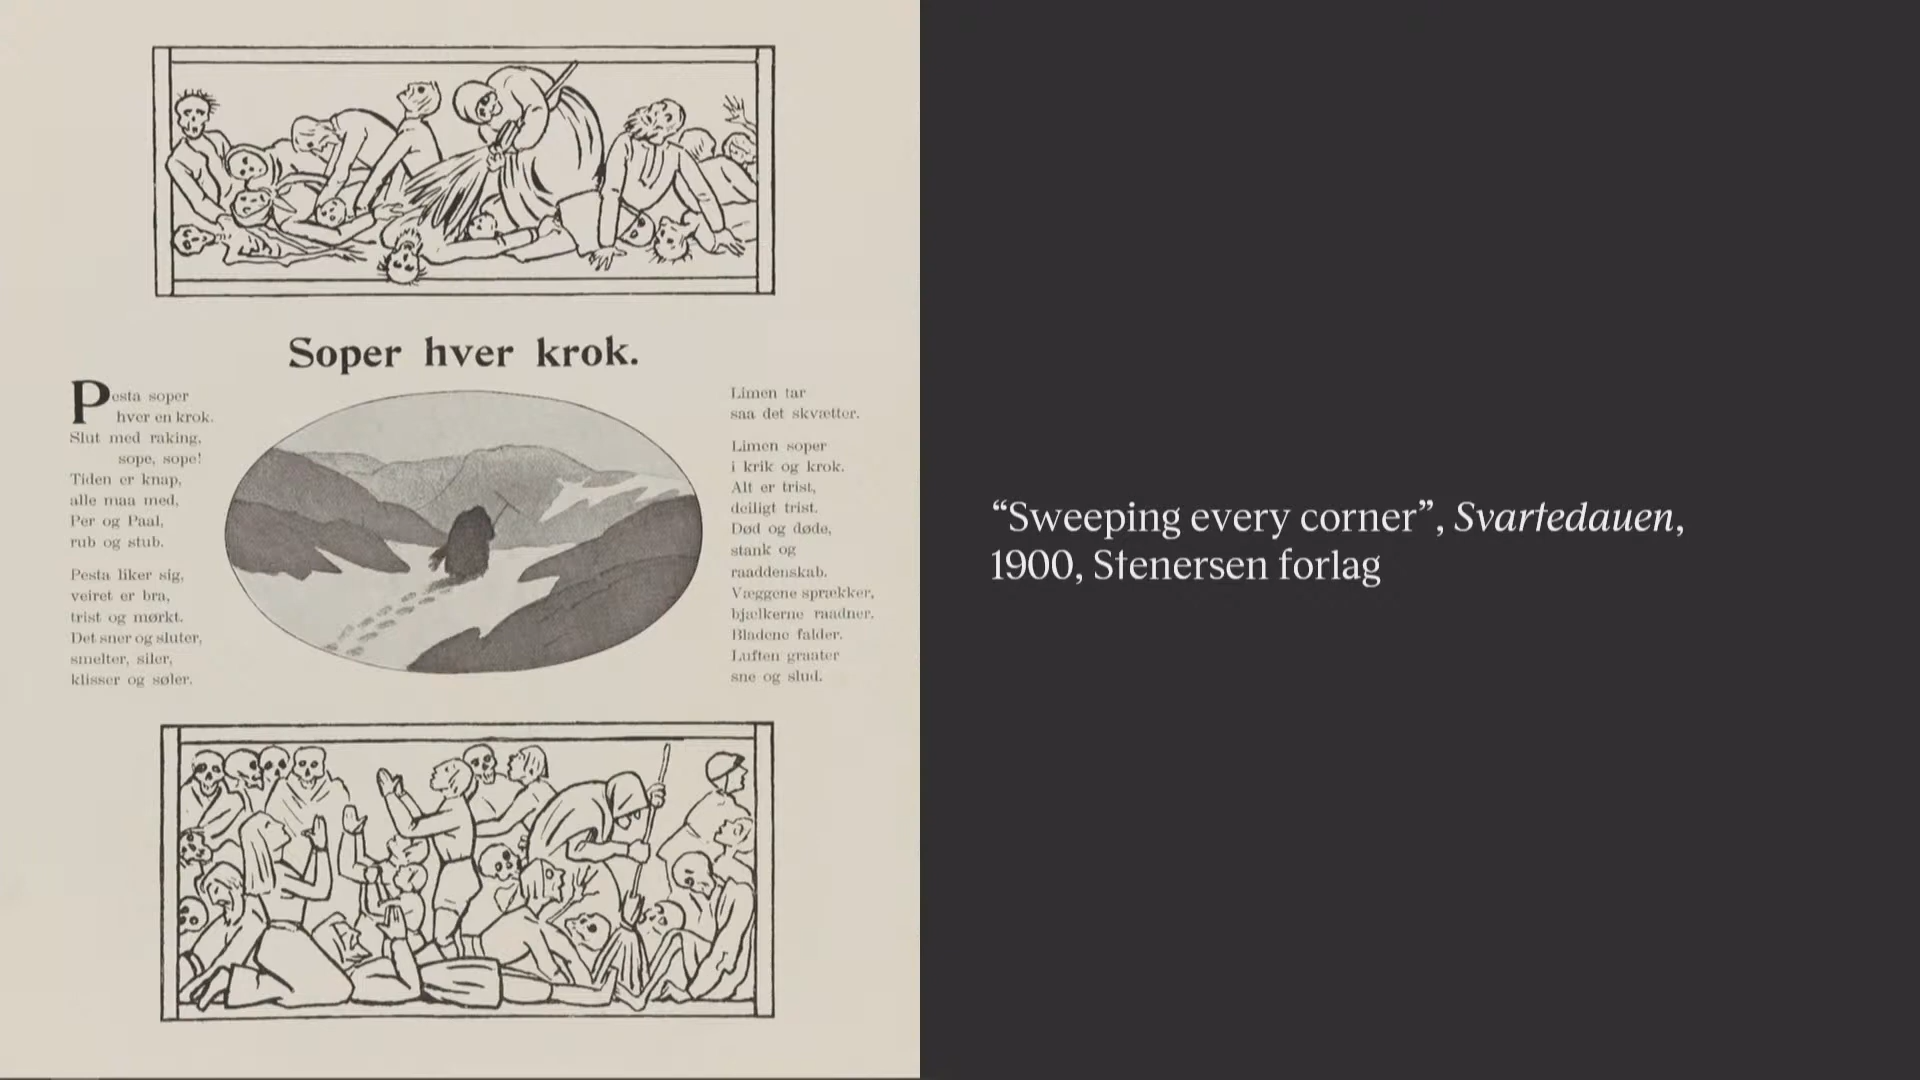 Soper hver krok.
Pesta soper
hver en krok.
Slut med raking,
sope, sope!
Tiden er knap,
alle maa med,
Per og Paal,
rub og stub.
Pesta liker sig,
veiret er bra,
trist og mørkt.
Det sner og sluter,
smelter, siler,
klisser og søler.
Limen tar
saa det skvætter.
Limen soper
i krik og krok.
Alt er trist,
deiligt trist.
Død og døde,
stank og
raaddenskab.
Væggene sprækker,
bjælkerne raadner.
Bladene falder.
Luften graater
sne og slud.
“Sweeping every corner”, Svartedauen,
1900, Stenersen forlag